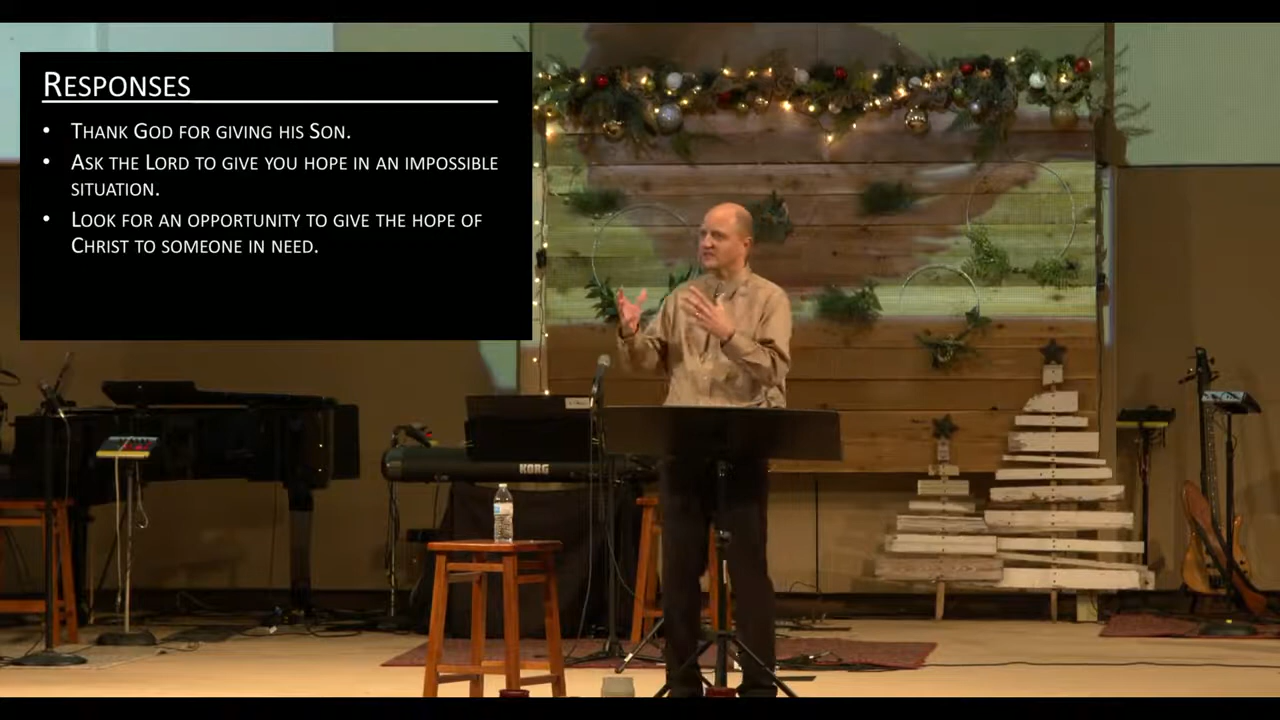 RESPONSES
• THANK GOD FOR GIVING HIS SON.
• ASK THE LORD TO GIVE YOU HOPE IN AN IMPOSSIBLE
SITUATION.
• LOOK FOR AN OPPORTUNITY TO GIVE THE HOPE OF
CHRIST TO SOMEONE IN NEED.
KORG